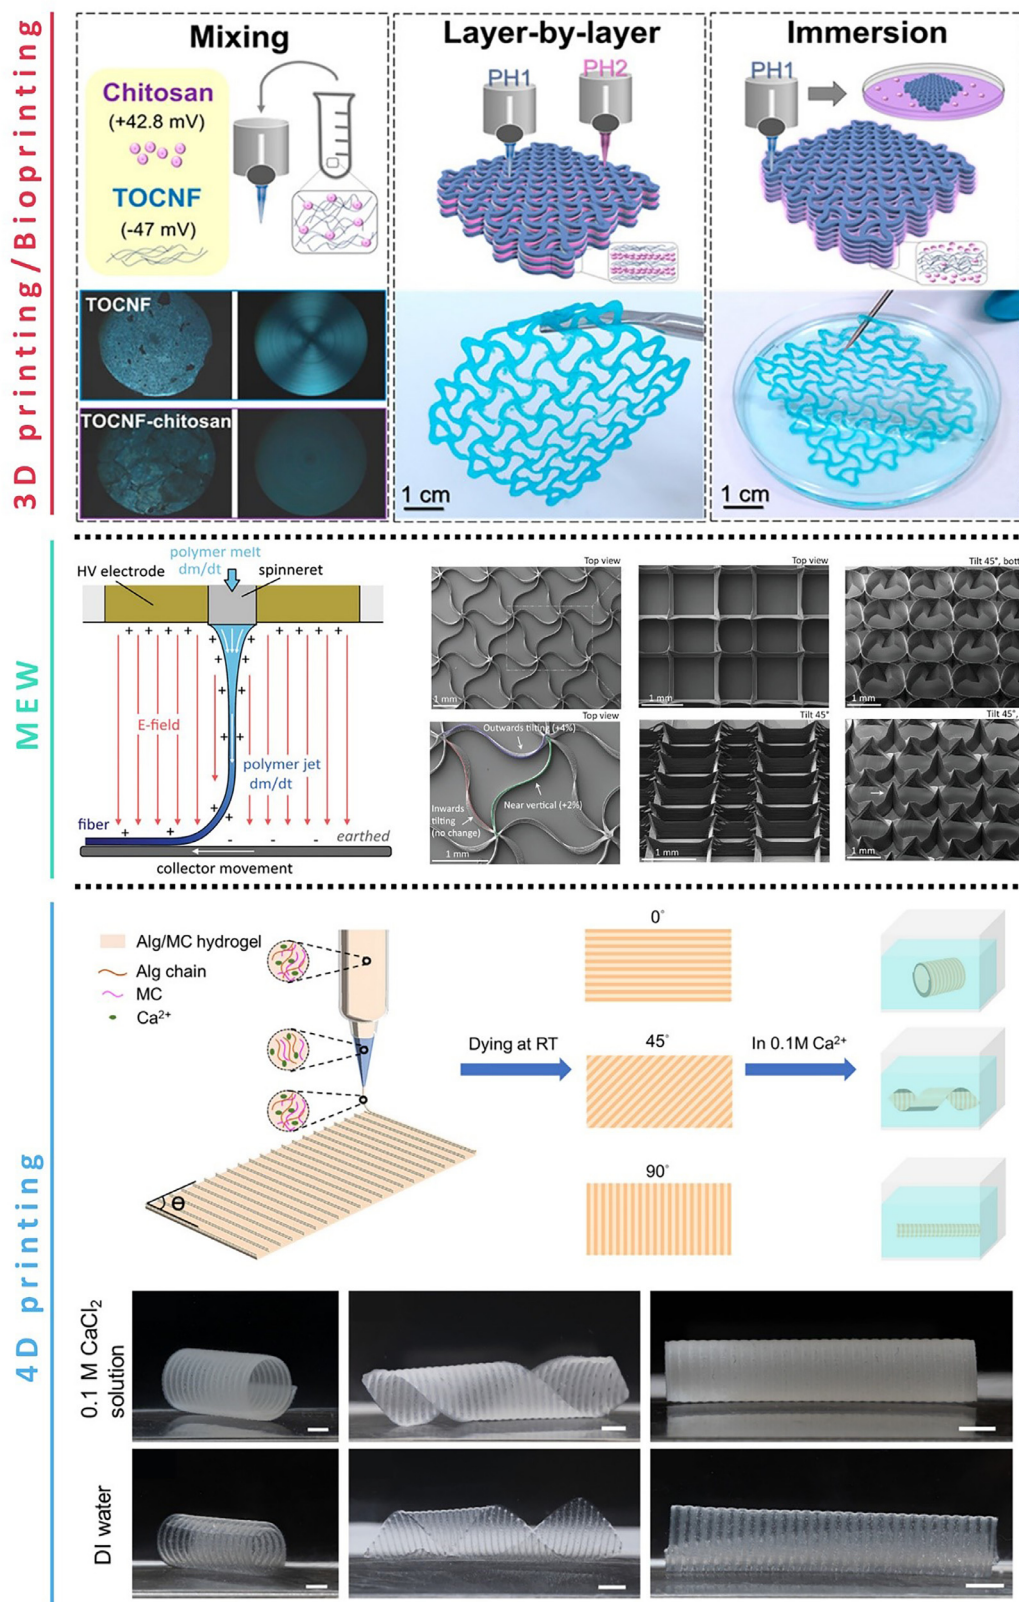 3D printing/Bioprinting
Mixing
Chitosan
(+42.8 mV)
TOCNF
(-47 mV)
TOCNF
TOCNF-chitosan
Layer-by-layer
PH1
PH2
1 cm
Immersion
PH1
1 cm
MEW
polymer melt
dm/dt
HV electrode
spinneret
E-field
polymer jet
dm/dt
fiber
earthed
collector movement
Top view
1 mm
Top view
1 mm
Tilt 45°, bott
1 mm
Top view
Outwards tilting (+4%)
Inwards
tilting
(no change)
Near vertical (+2%)
1 mm
Tilt 45°
1 mm
Tilt 45°,
1 mm
4D printing
Alg/MC hydrogel
Alg chain
MC
Ca²⁺
θ
Dying at RT
0°
45°
90°
In 0.1M Ca²⁺
0.1 M CaCl₂
solution
DI water